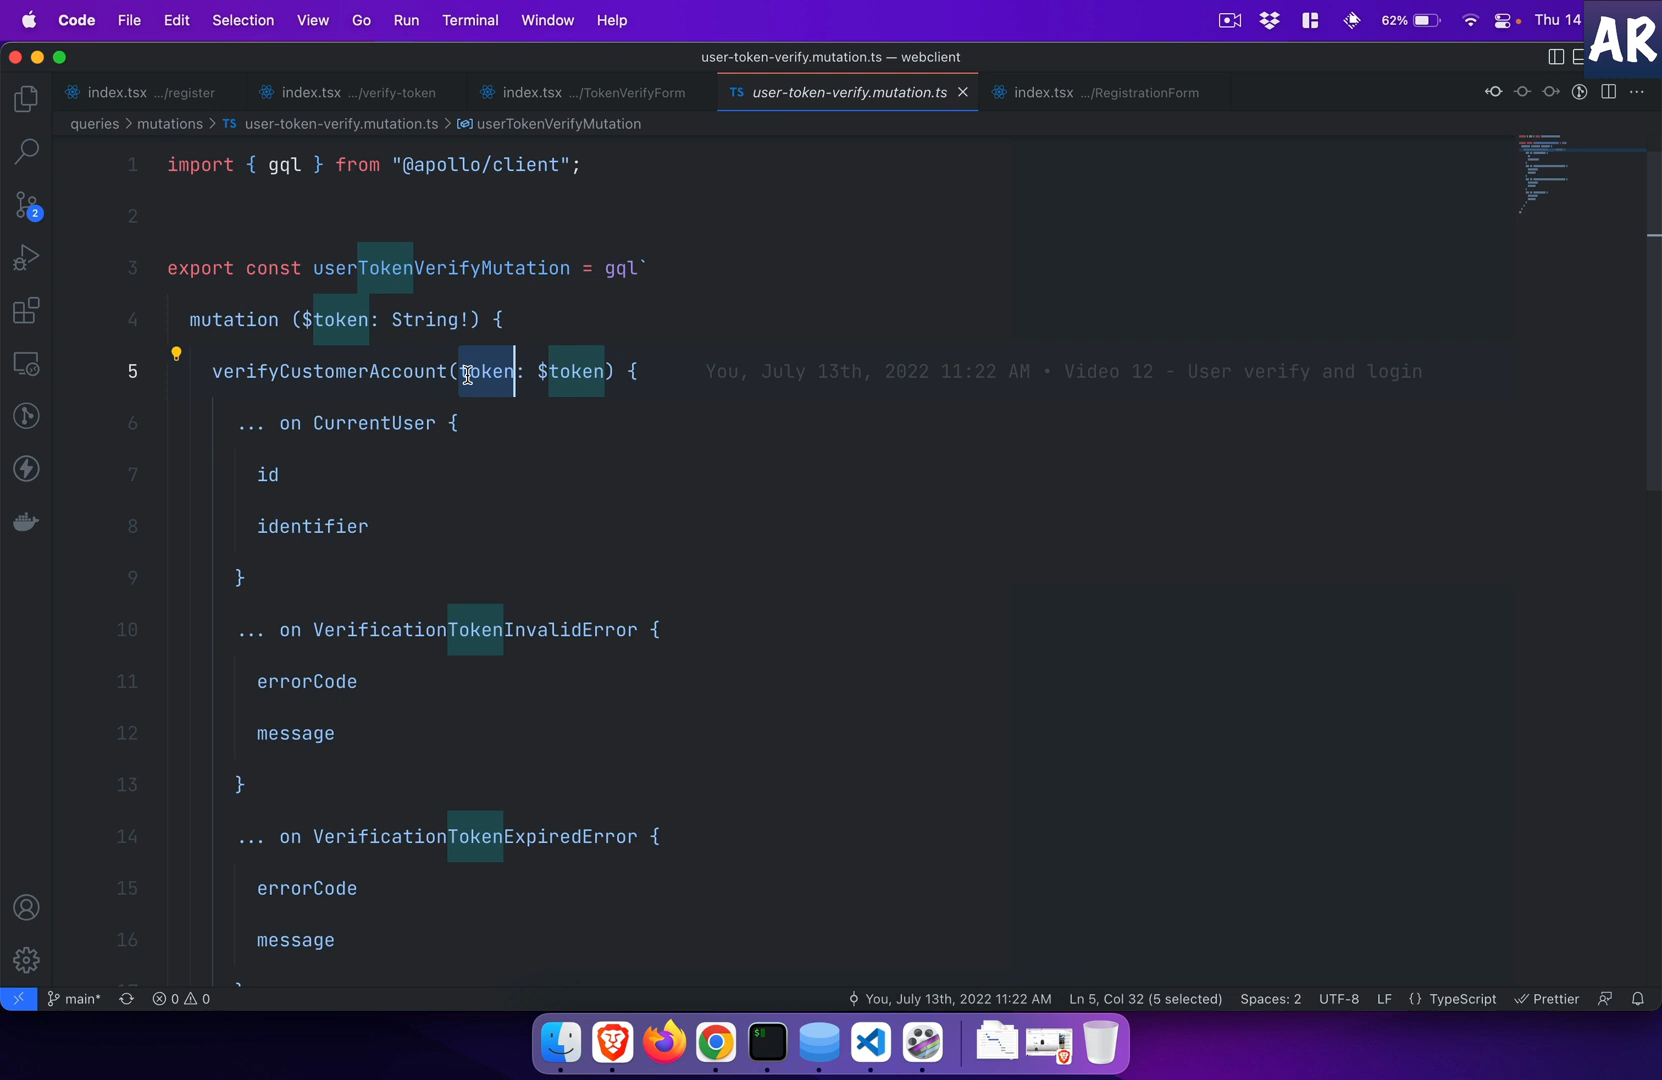 Code File Edit Selection View Go Run Terminal Window Help 62% Thu 14
AR
user-token-verify.mutation.ts — webclient
index.tsx .../register index.tsx .../verify-token index.tsx .../TokenVerifyForm TS user-token-verify.mutation.ts index.tsx .../RegistrationForm
queries > mutations > TS user-token-verify.mutation.ts > userTokenVerifyMutation
1 import { gql } from "@apollo/client";
2
3 export const userTokenVerifyMutation = gql`
4 mutation ($token: String!) {
5 verifyCustomerAccount(token: $token) { You, July 13th, 2022 11:22 AM • Video 12 - User verify and login
6 ... on CurrentUser {
7 id
8 identifier
9 }
10 ... on VerificationTokenInvalidError {
11 errorCode
12 message
13 }
14 ... on VerificationTokenExpiredError {
15 errorCode
16 message
2
main* 0 0 You, July 13th, 2022 11:22 AM Ln 5, Col 32 (5 selected) Spaces: 2 UTF-8 LF {} TypeScript Prettier